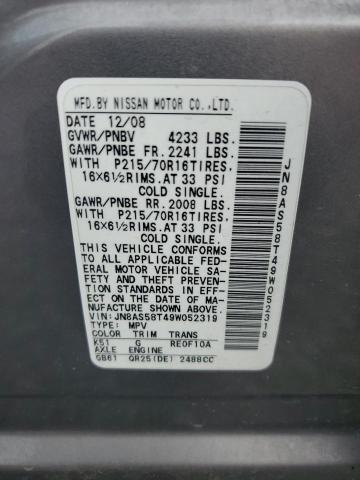 MFD.BY NISSAN MOTOR CO.,LTD.
DATE 12/08
GVWR/PNBV 4233 LBS.
GAWR/PNBE FR. 2241 LBS.
WITH P215/70R16TIRES,
16X6½RIMS.AT 33 PSI
COLD SINGLE.
GAWR/PNBE RR. 2008 LBS.
WITH P215/70R16TIRES,
16X6½RIMS.AT 33 PSI
COLD SINGLE.
THIS VEHICLE CONFORMS
TO ALL APPLICABLE FED-
ERAL MOTOR VEHICLE SA-
FETY AND THEFT PREVEN-
TION STANDARDS IN EFF-
ECT ON THE DATE OF MA-
NUFACTURE SHOWN ABOVE.
VIN:JN8AS58T49W052319
TYPE: MPV
COLOR TRIM TRANS
K51 G RE0F10A
AXLE ENGINE
GB61 QR25(DE) 2488CC
JN8AS58T49W052319